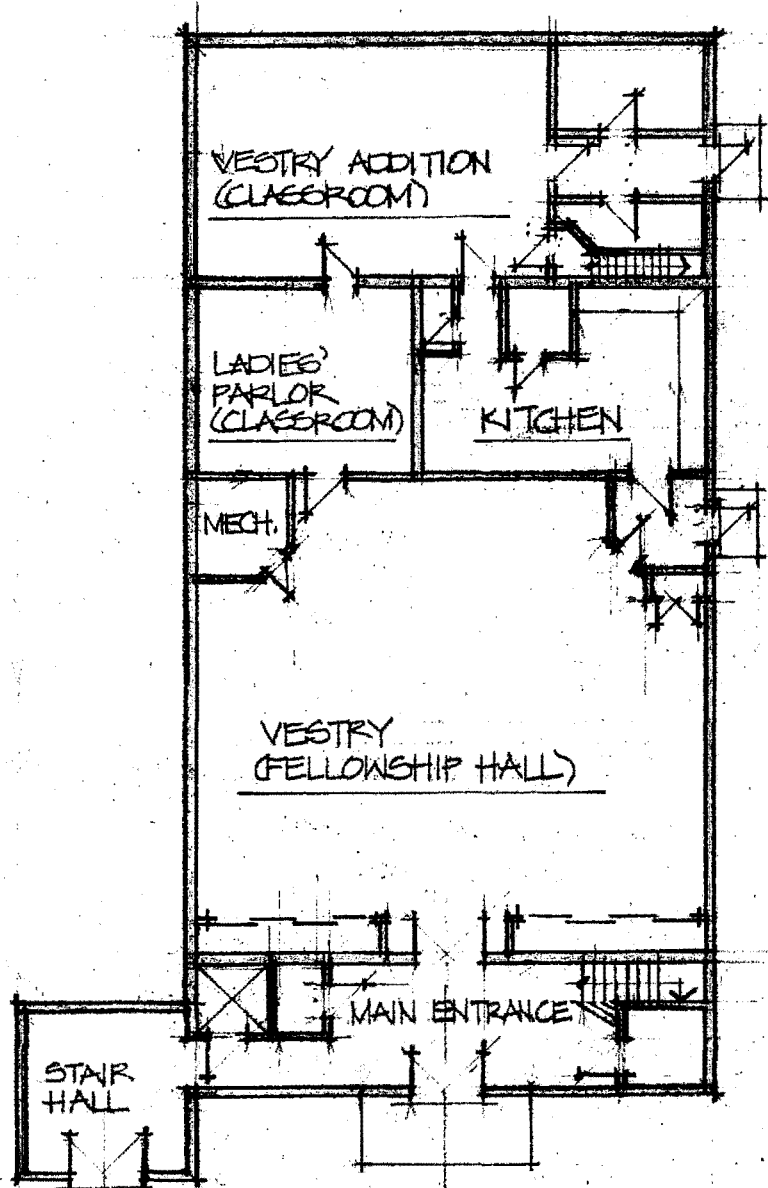 VESTRY ADDITION
(CLASSROOM)
LADIES'
PARLOR
(CLASSROOM)
KITCHEN
MECH.
VESTRY
(FELLOWSHIP HALL)
MAIN ENTRANCE
STAIR
HALL